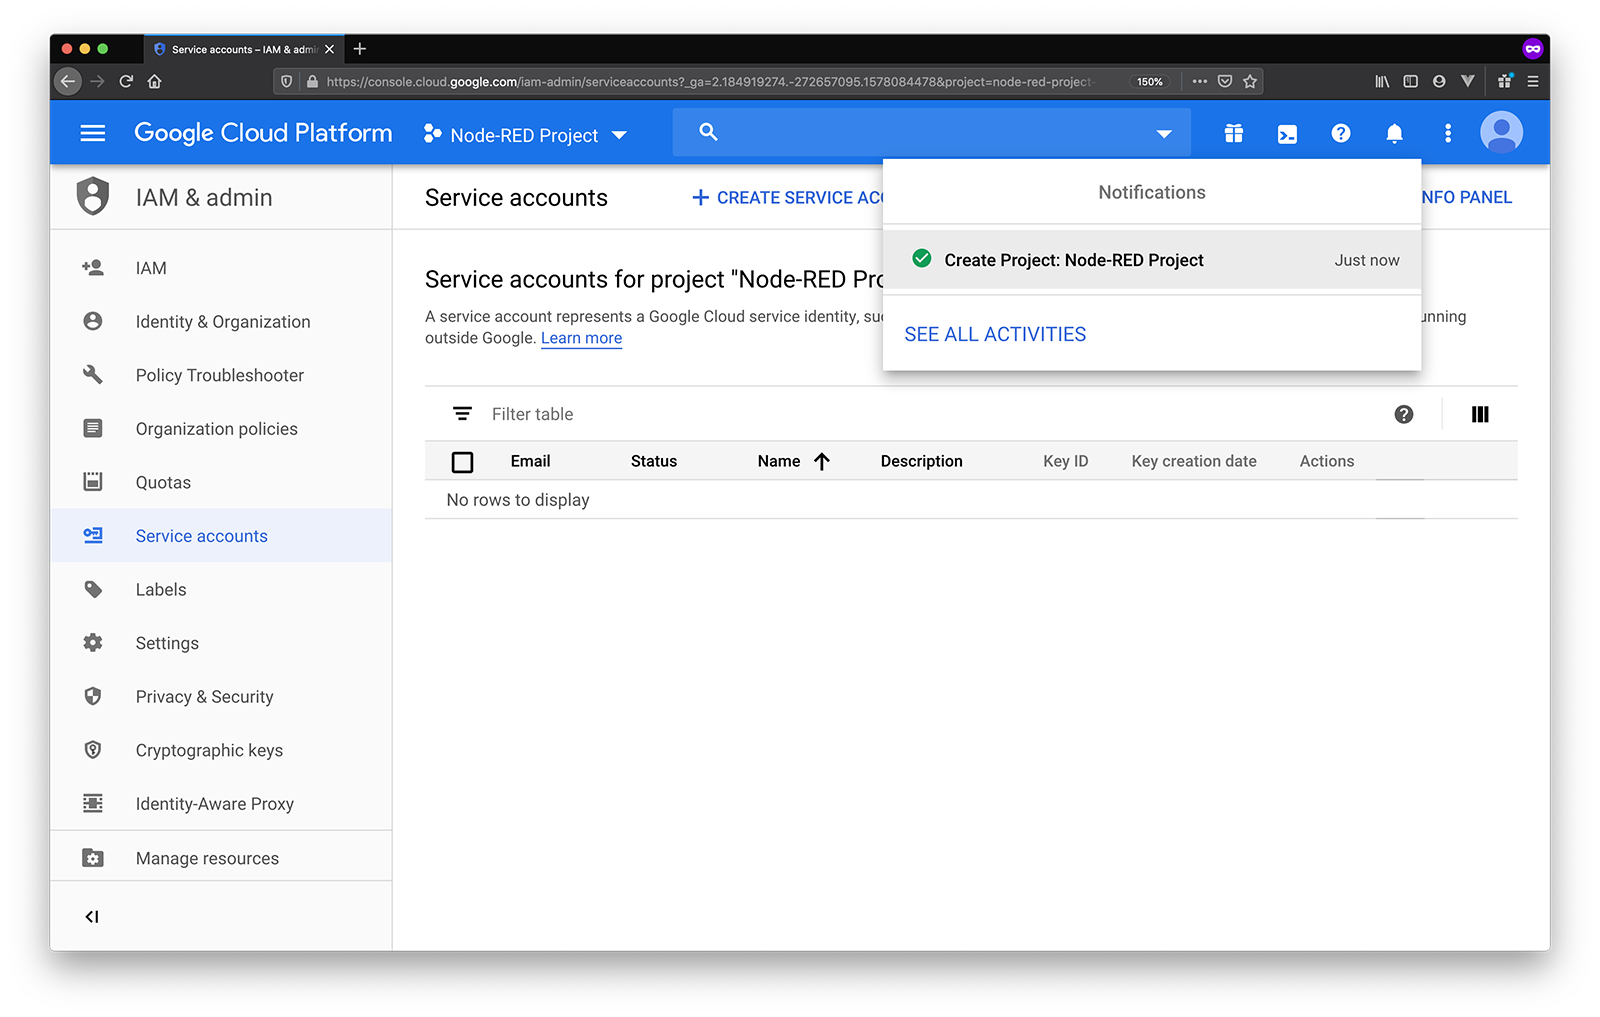 Service accounts – IAM & admi
https://console.cloud.google.com/iam-admin/serviceaccounts?_ga=2.184919274.-272657095.1578084478&project=node-red-project-
150%
Google Cloud Platform
Node-RED Project
IAM & admin
Service accounts
CREATE SERVICE ACC
NFO PANEL
Notifications
Create Project: Node-RED Project
Just now
SEE ALL ACTIVITIES
IAM
Identity & Organization
Policy Troubleshooter
Organization policies
Quotas
Service accounts
Labels
Settings
Privacy & Security
Cryptographic keys
Identity-Aware Proxy
Manage resources
Service accounts for project "Node-RED Pro
A service account represents a Google Cloud service identity, su
unning
outside Google. Learn more
Filter table
Email Status Name Description Key ID Key creation date Actions
No rows to display